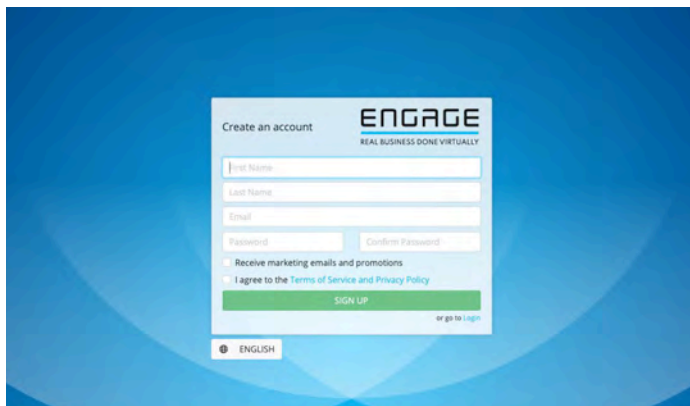 Create an account
ENGAGE
REAL BUSINESS DONE VIRTUALLY
First Name
Last Name
Email
Password
Confirm Password
Receive marketing emails and promotions
I agree to the Terms of Service and Privacy Policy
SIGN UP
or go to Login
ENGLISH